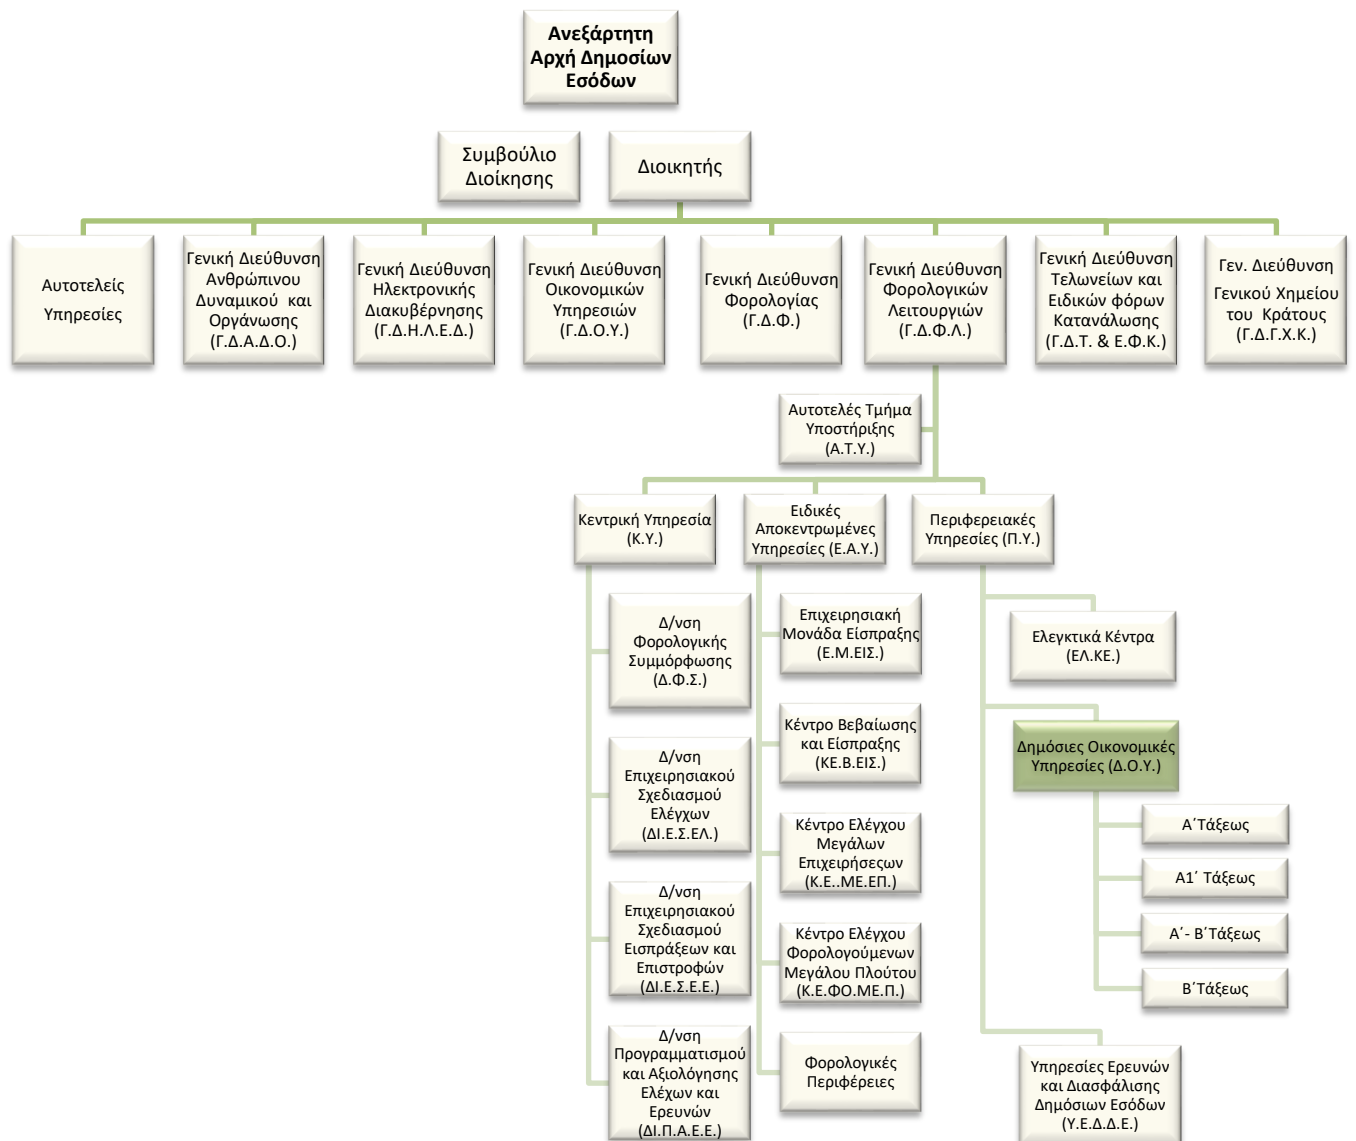 Ανεξάρτητη
Αρχή Δημοσίων
Εσόδων
Συμβούλιο
Διοίκησης
Διοικητής
Αυτοτελείς
Υπηρεσίες
Γενική Διεύθυνση
Ανθρώπινου
Δυναμικού και
Οργάνωσης
(Γ.Δ.Α.Δ.Ο.)
Γενική Διεύθυνση
Ηλεκτρονικής
Διακυβέρνησης
(Γ.Δ.Η.Λ.Ε.Δ.)
Γενική Διεύθυνση
Οικονομικών
Υπηρεσιών
(Γ.Δ.Ο.Υ.)
Γενική Διεύθυνση
Φορολογίας
(Γ.Δ.Φ.)
Γενική Διεύθυνση
Φορολογικών
Λειτουργιών
(Γ.Δ.Φ.Λ.)
Γενική Διεύθυνση
Τελωνείων και
Ειδικών φόρων
Κατανάλωσης
(Γ.Δ.Τ. & Ε.Φ.Κ.)
Γεν. Διεύθυνση
Γενικού Χημείου
του Κράτους
(Γ.Δ.Γ.Χ.Κ.)
Αυτοτελές Τμήμα
Υποστήριξης
(Α.Τ.Υ.)
Κεντρική Υπηρεσία
(Κ.Υ.)
Ειδικές
Αποκεντρωμένες
Υπηρεσίες (Ε.Α.Υ.)
Περιφερειακές
Υπηρεσίες (Π.Υ.)
Δ/νση
Φορολογικής
Συμμόρφωσης
(Δ.Φ.Σ.)
Δ/νση
Επιχειρησιακού
Σχεδιασμού
Ελέγχων
(ΔΙ.Ε.Σ.ΕΛ.)
Δ/νση
Επιχειρησιακού
Σχεδιασμού
Εισπράξεων και
Επιστροφών
(ΔΙ.Ε.Σ.Ε.Ε.)
Δ/νση
Προγραμματισμού
και Αξιολόγησης
Ελέχων και
Ερευνών
(ΔΙ.Π.Α.Ε.Ε.)
Επιχειρησιακή
Μονάδα Είσπραξης
(Ε.Μ.ΕΙΣ.)
Κέντρο Βεβαίωσης
και Είσπραξης
(ΚΕ.Β.ΕΙΣ.)
Κέντρο Ελέγχου
Μεγάλων
Επιχειρήσεςων
(Κ.Ε..ΜΕ.ΕΠ.)
Κέντρο Ελέγχου
Φορολογούμενων
Μεγάλου Πλούτου
(Κ.Ε.ΦΟ.ΜΕ.Π.)
Φορολογικές
Περιφέρειες
Ελεγκτικά Κέντρα
(ΕΛ.ΚΕ.)
Δημόσιες Οικονομικές
Υπηρεσίες (Δ.Ο.Υ.)
Α΄Τάξεως
Α1΄ Τάξεως
Α΄- Β΄Τάξεως
Β΄Τάξεως
Υπηρεσίες Ερευνών
και Διασφάλισης
Δημόσιων Εσόδων
(Υ.Ε.Δ.Δ.Ε.)